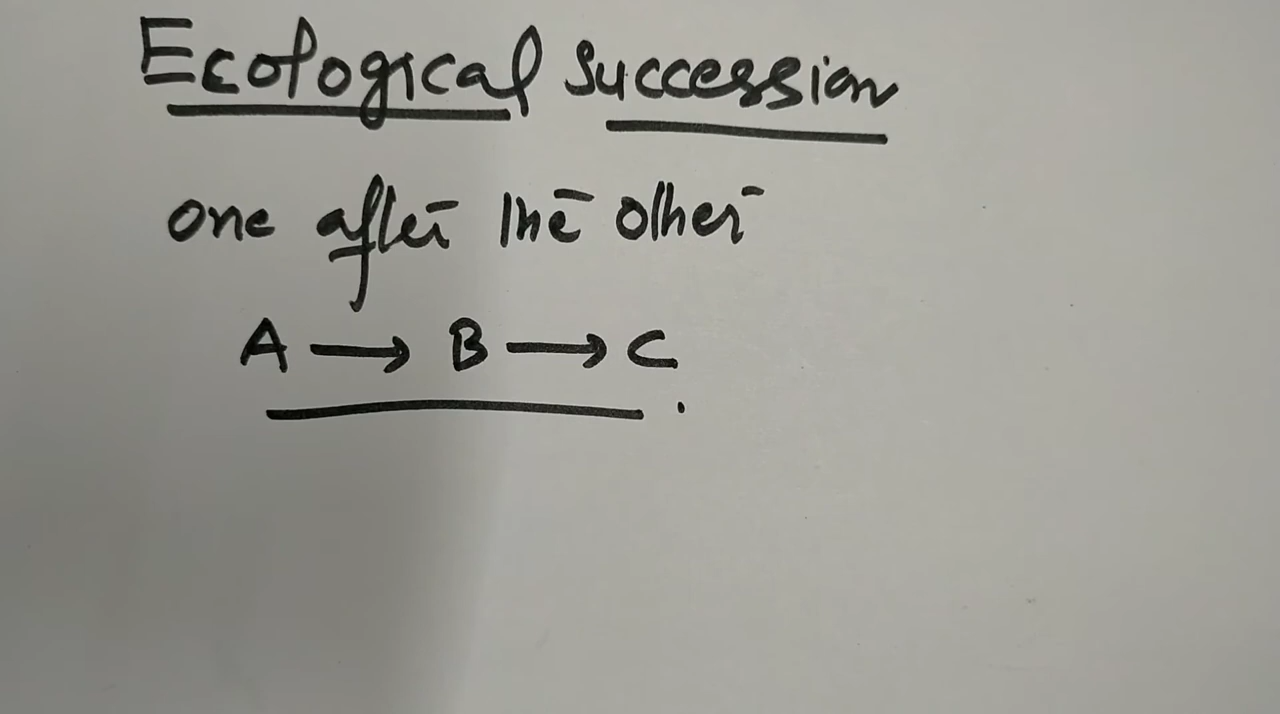 Ecological Succession
one after the other
A → B → C.